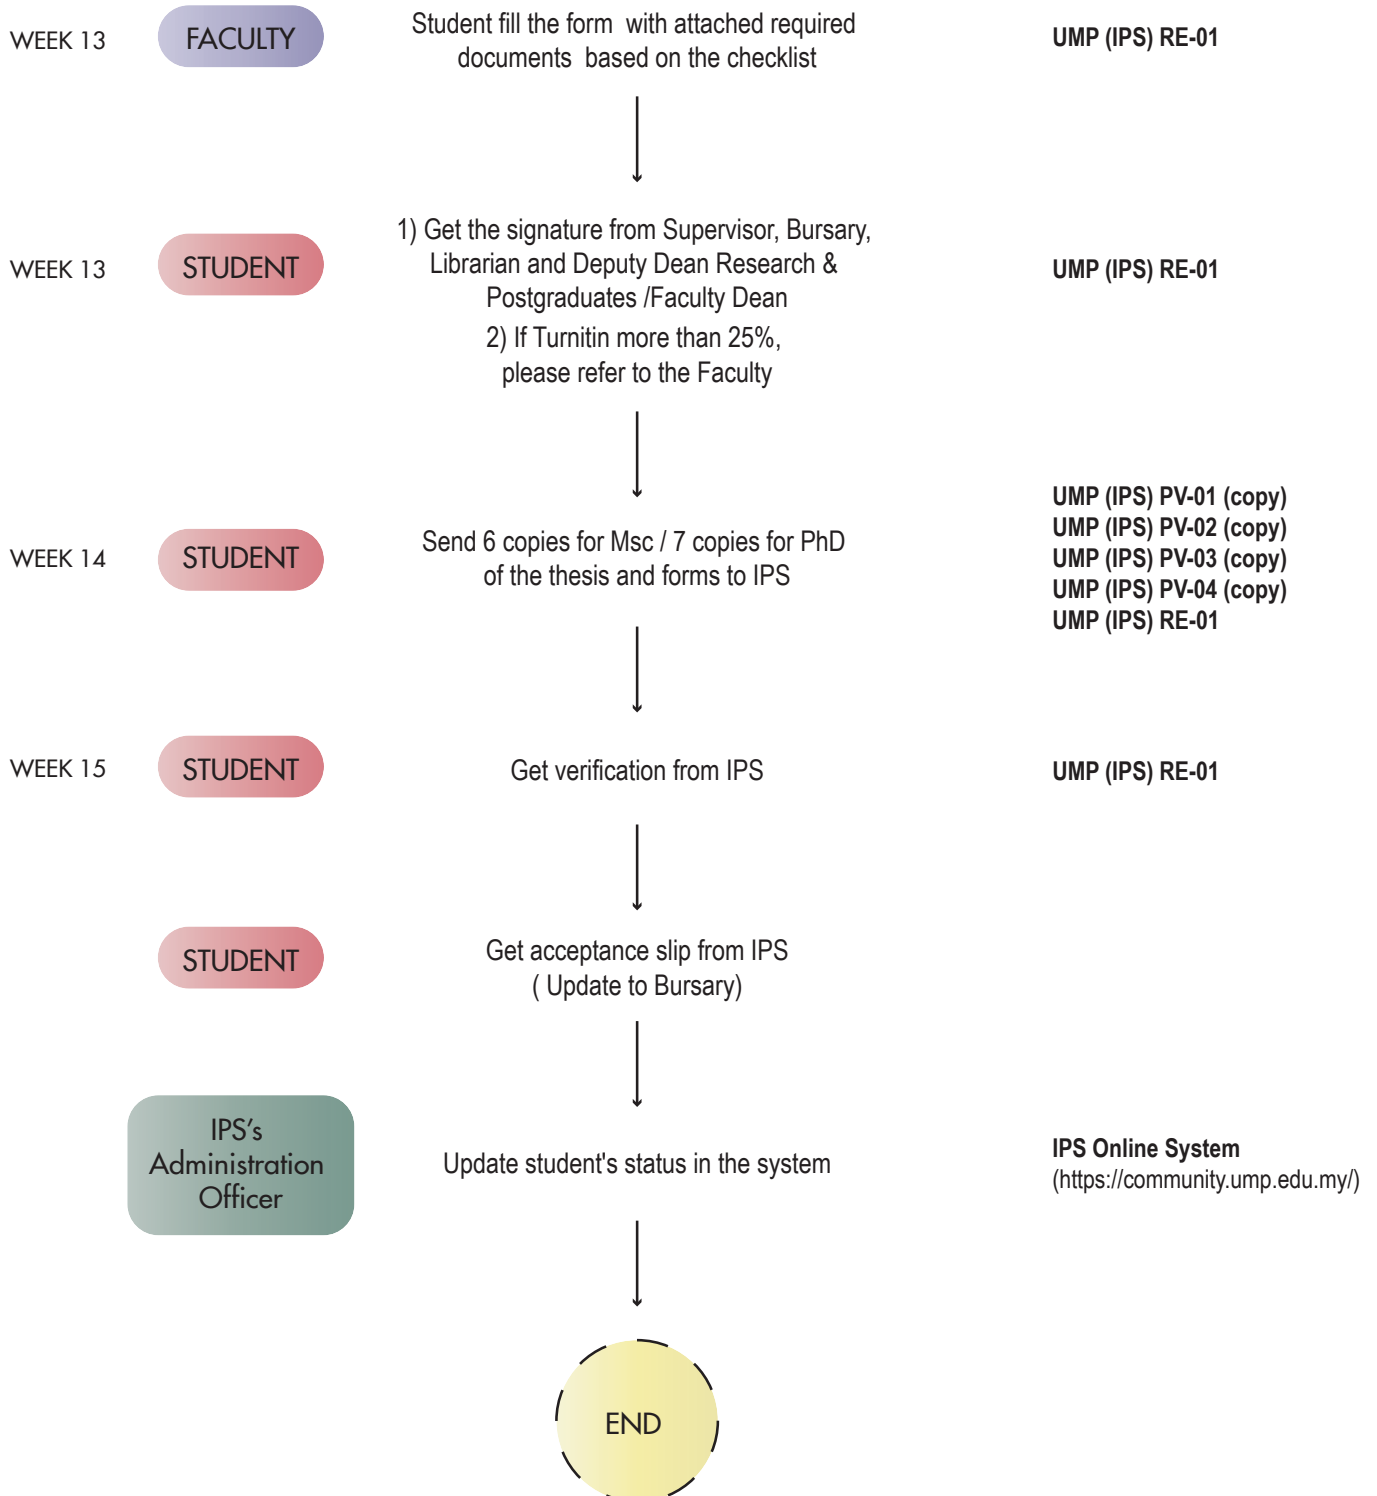 WEEK 13
FACULTY
Student fill the form with attached required
documents based on the checklist
UMP (IPS) RE-01
WEEK 13
STUDENT
1) Get the signature from Supervisor, Bursary,
Librarian and Deputy Dean Research &
Postgraduates /Faculty Dean
2) If Turnitin more than 25%,
please refer to the Faculty
UMP (IPS) RE-01
WEEK 14
STUDENT
Send 6 copies for Msc / 7 copies for PhD
of the thesis and forms to IPS
UMP (IPS) PV-01 (copy)
UMP (IPS) PV-02 (copy)
UMP (IPS) PV-03 (copy)
UMP (IPS) PV-04 (copy)
UMP (IPS) RE-01
WEEK 15
STUDENT
Get verification from IPS
UMP (IPS) RE-01
STUDENT
Get acceptance slip from IPS
( Update to Bursary)
IPS's
Administration
Officer
Update student's status in the system
IPS Online System
(https://community.ump.edu.my/)
END